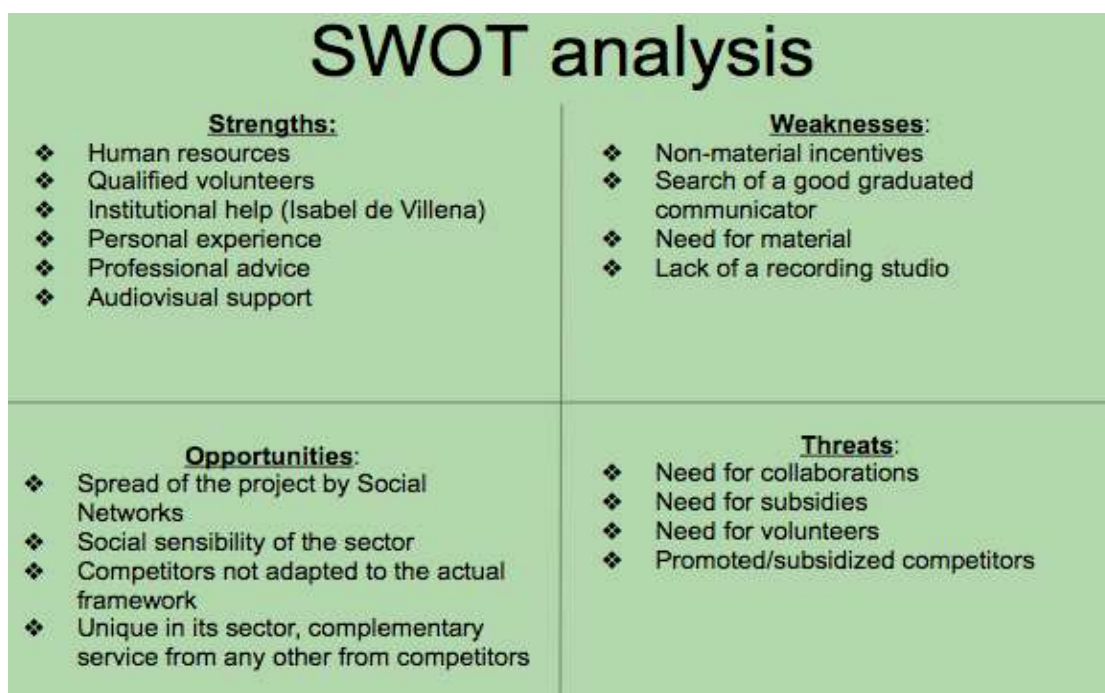 SWOT analysis
Strengths:
❖ Human resources
❖ Qualified volunteers
❖ Institutional help (Isabel de Villena)
❖ Personal experience
❖ Professional advice
❖ Audiovisual support
Weaknesses:
❖ Non-material incentives
❖ Search of a good graduated
communicator
❖ Need for material
❖ Lack of a recording studio
Opportunities:
❖ Spread of the project by Social
Networks
❖ Social sensibility of the sector
❖ Competitors not adapted to the actual
framework
❖ Unique in its sector, complementary
service from any other from competitors
Threats:
❖ Need for collaborations
❖ Need for subsidies
❖ Need for volunteers
❖ Promoted/subsidized competitors